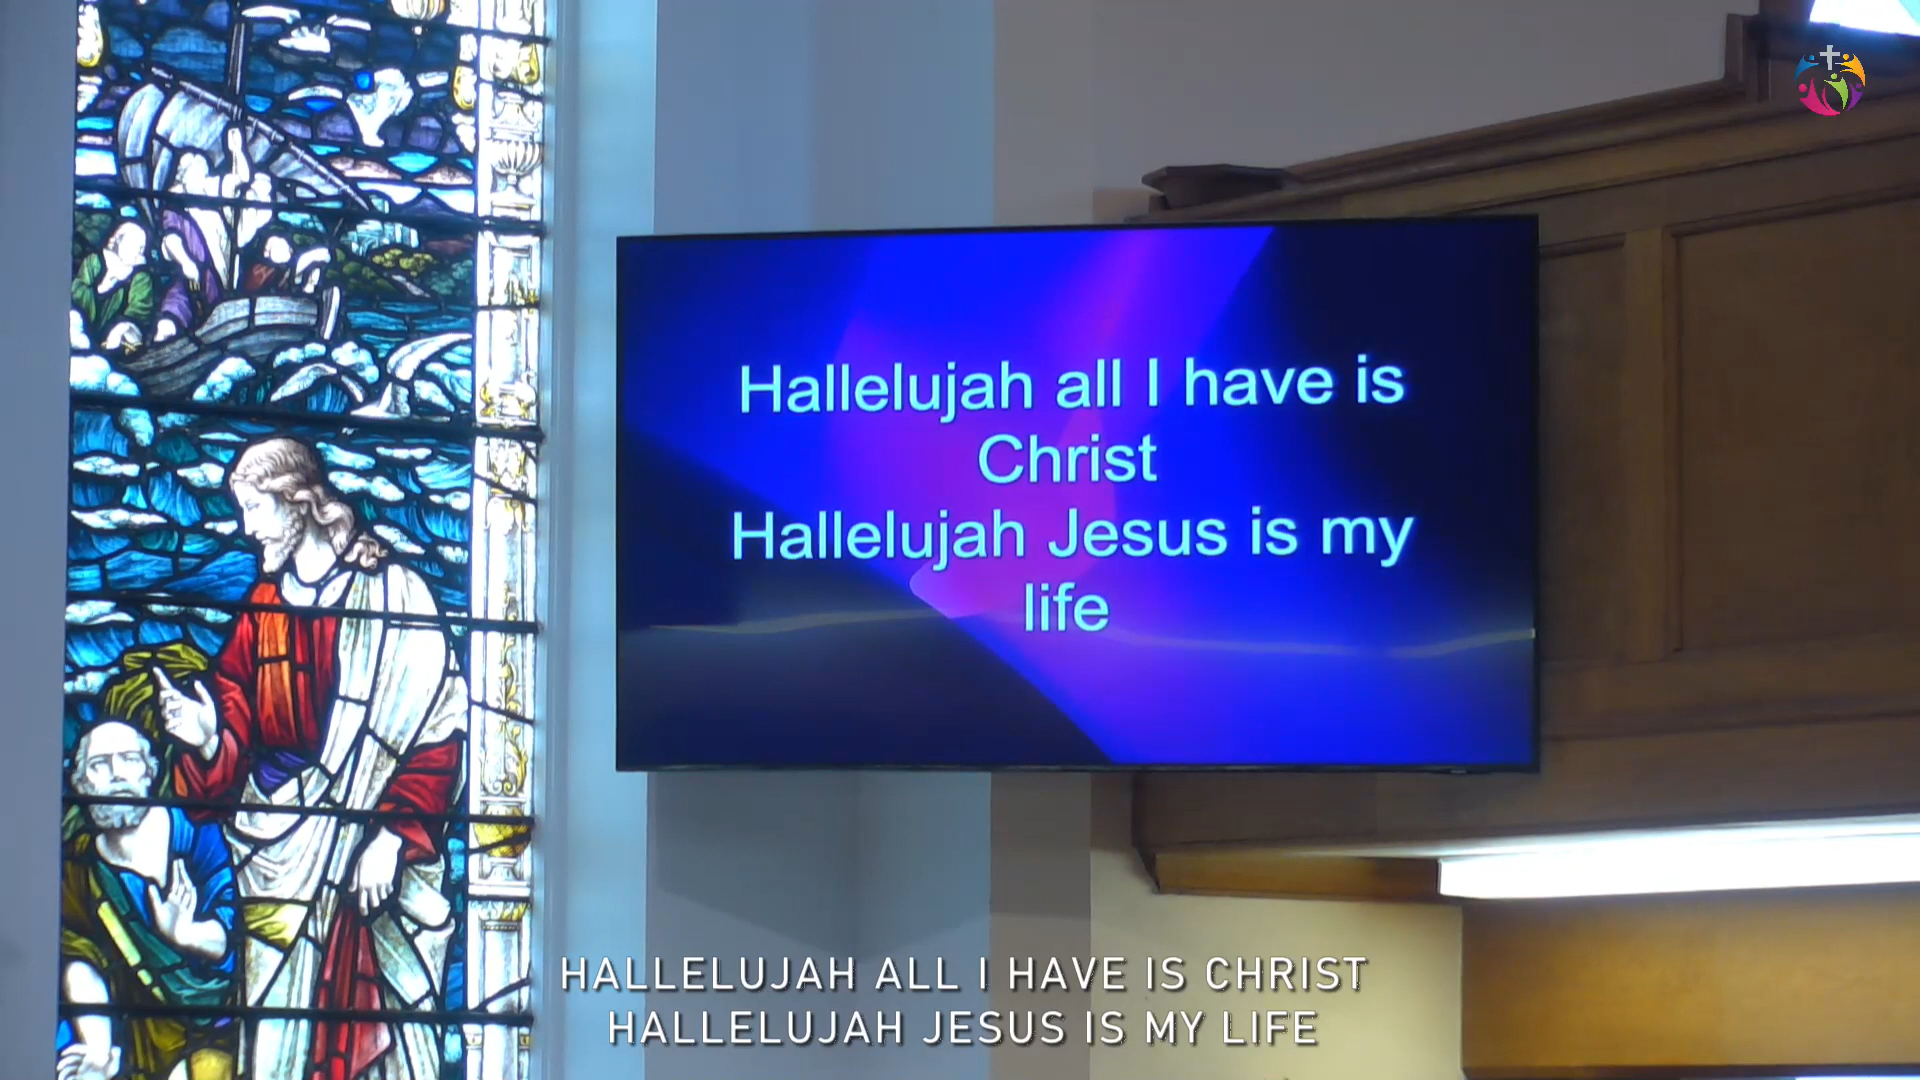 Hallelujah all I have is
Christ
Hallelujah Jesus is my
life
HALLELUJAH ALL I HAVE IS CHRIST
HALLELUJAH JESUS IS MY LIFE